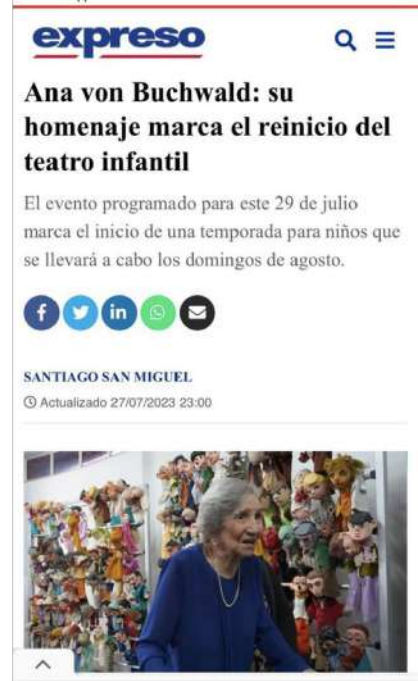 expreso
Ana von Buchwald: su
homenaje marca el reinicio del
teatro infantil
El evento programado para este 29 de julio
marca el inicio de una temporada para niños que
se llevará a cabo los domingos de agosto.
SANTIAGO SAN MIGUEL
Actualizado 27/07/2023 23:00